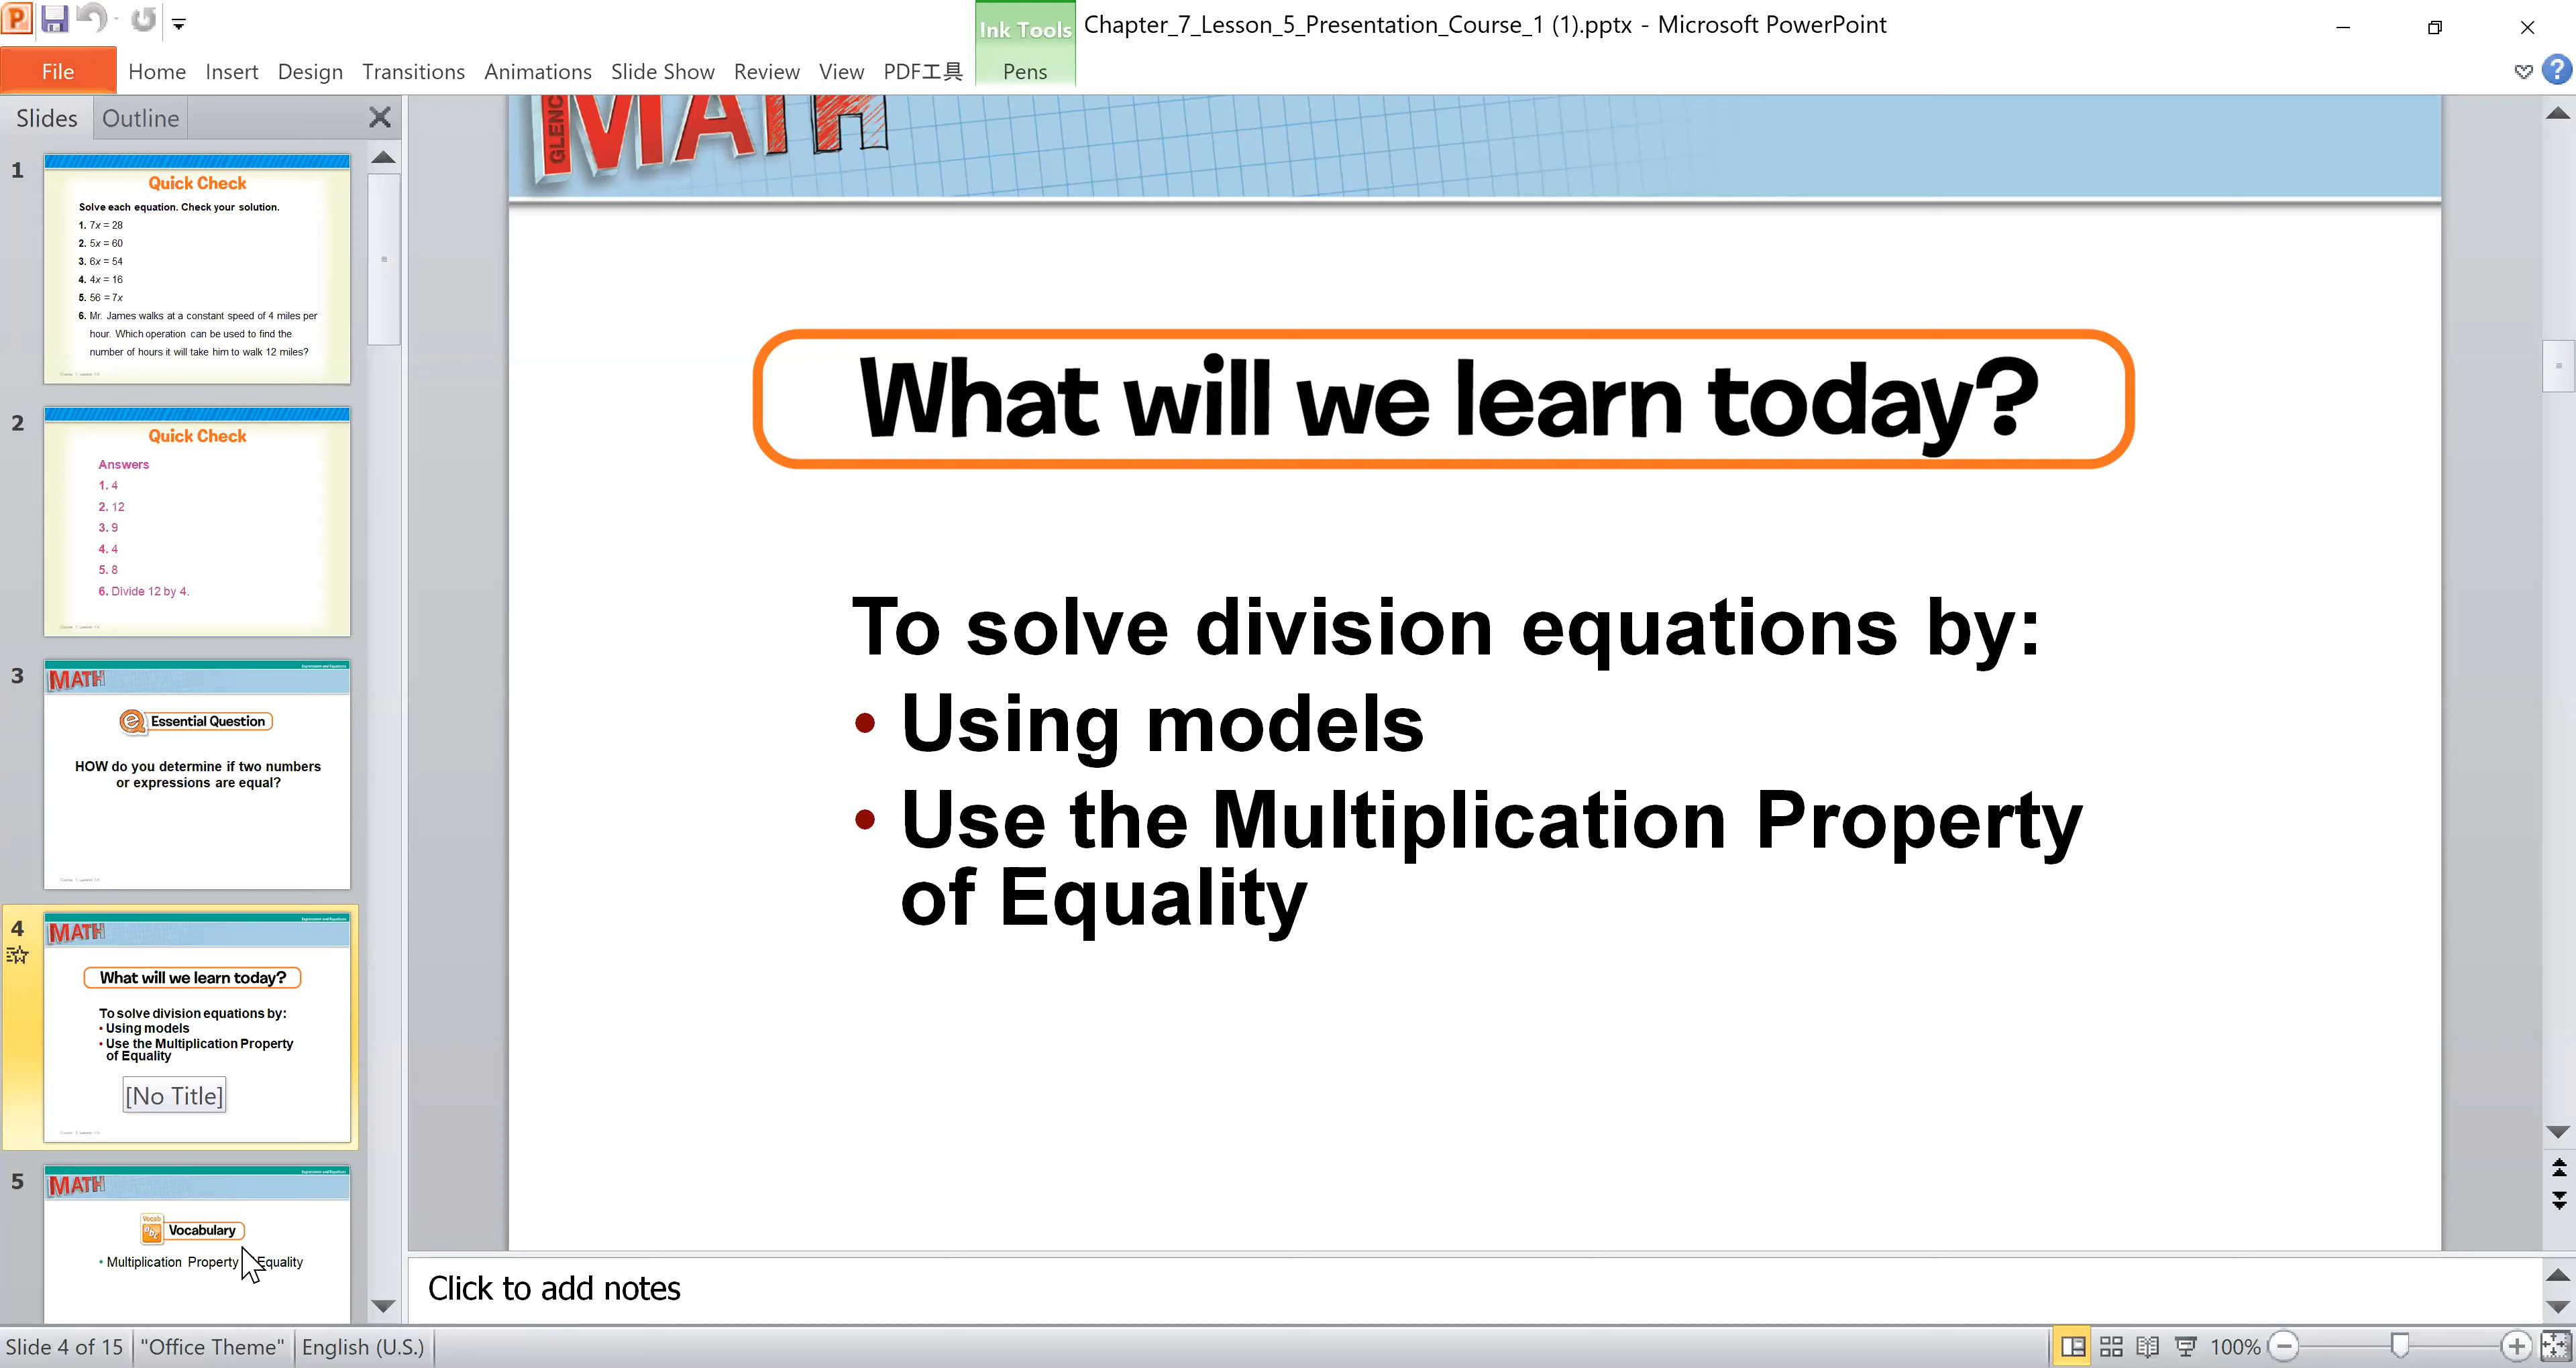 Ink Tools
Chapter_7_Lesson_5_Presentation_Course_1 (1).pptx - Microsoft PowerPoint
File Home Insert Design Transitions Animations Slide Show Review View PDF工具 Pens
Slides Outline
1
Quick Check
Solve each equation. Check your solution.
1. 7x = 28
2. 5x = 60
3. 6x = 54
4. 4x = 16
5. 56 = 7x
6. Mr. James walks at a constant speed of 4 miles per
hour. Which operation can be used to find the
number of hours it will take him to walk 12 miles?
2
Quick Check
Answers
1. 4
2. 12
3. 9
4. 4
5. 8
6. Divide 12 by 4.
3
MATH
Essential Question
HOW do you determine if two numbers
or expressions are equal?
4
MATH
What will we learn today?
To solve division equations by:
• Using models
• Use the Multiplication Property
of Equality
[No Title]
5
MATH
Vocab
Vocabulary
• Multiplication Property Equality
GLENC
MATH
What will we learn today?
To solve division equations by:
• Using models
• Use the Multiplication Property
of Equality
Click to add notes
Slide 4 of 15 "Office Theme" English (U.S.) 100%